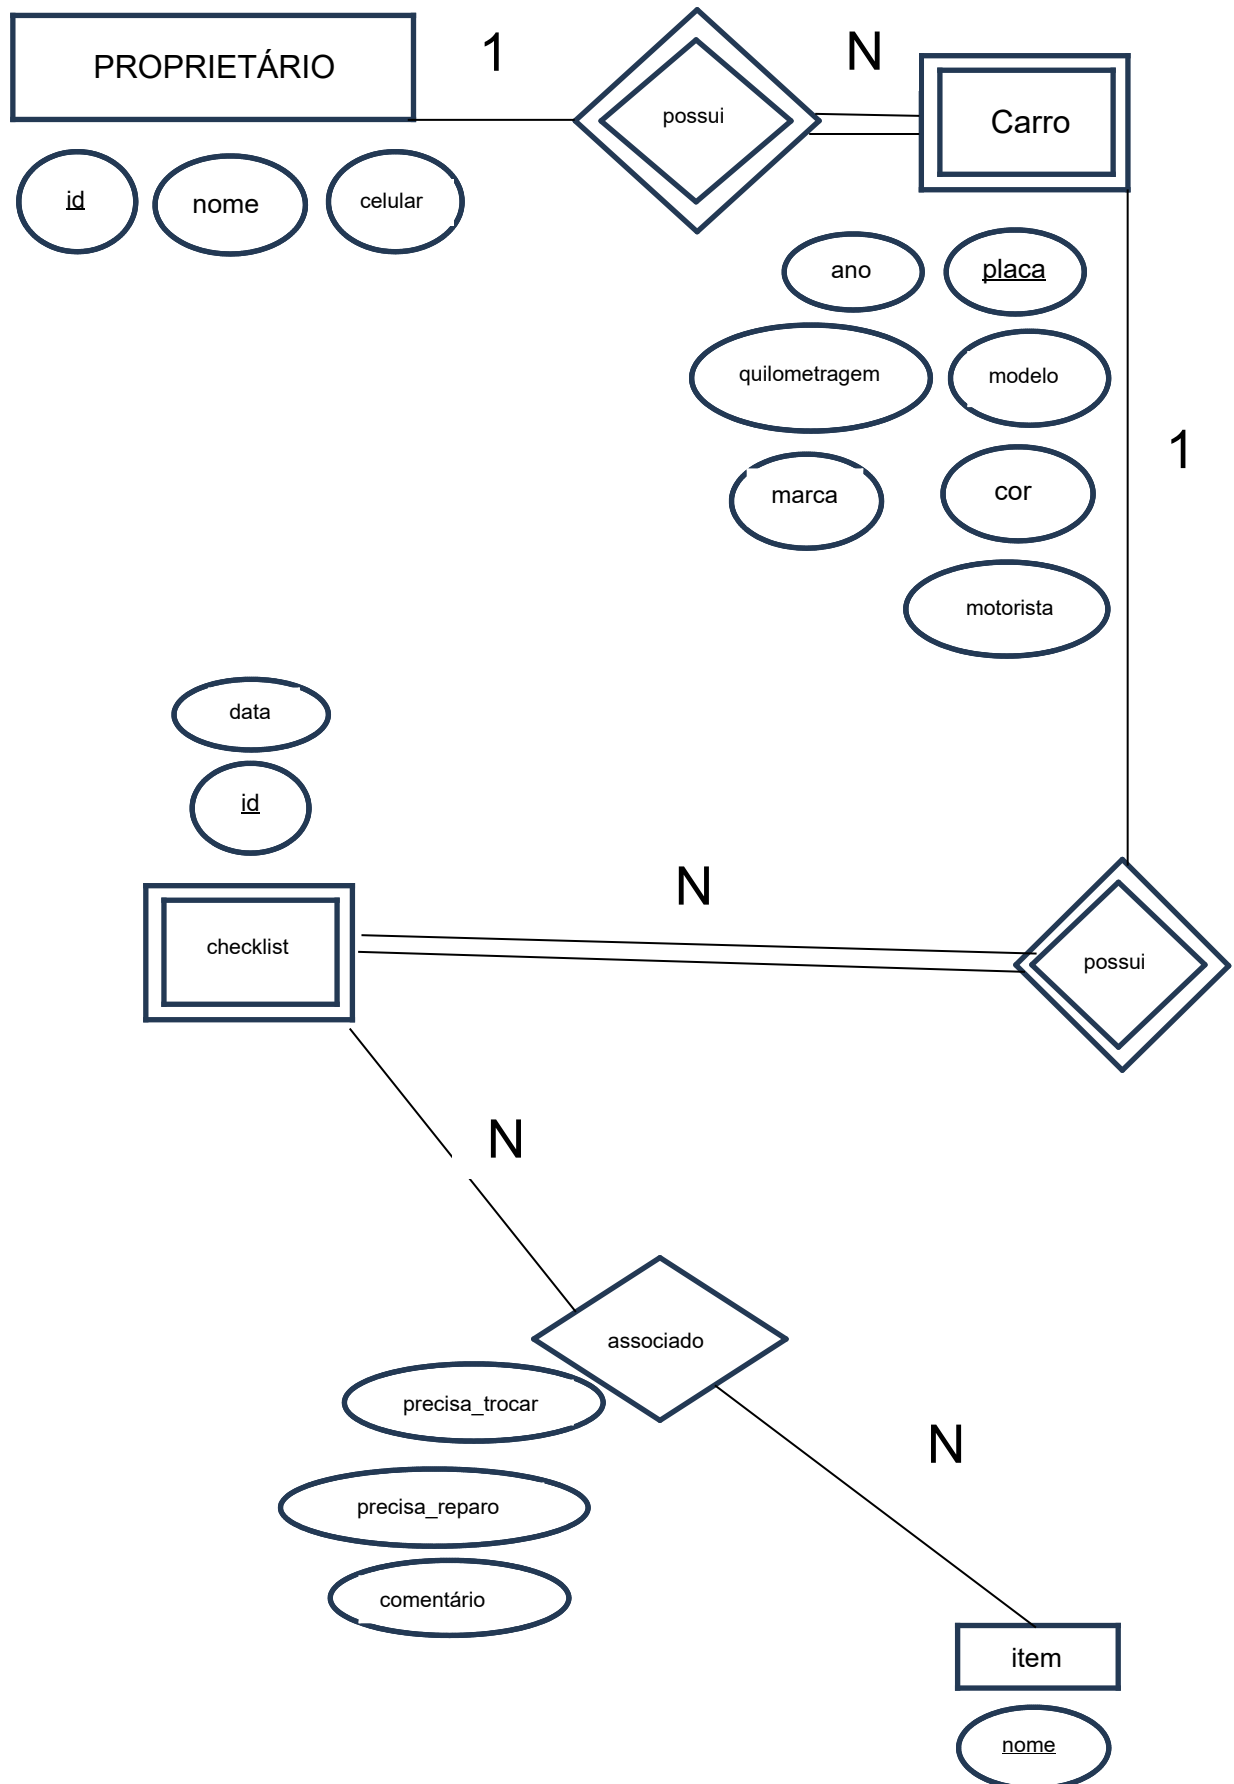 PROPRIETÁRIO
1
possui
N
Carro
id
nome
celular
ano
placa
quilometragem
modelo
1
marca
cor
motorista
data
id
N
checklist
possui
N
associado
precisa_trocar
N
precisa_reparo
comentário
item
nome